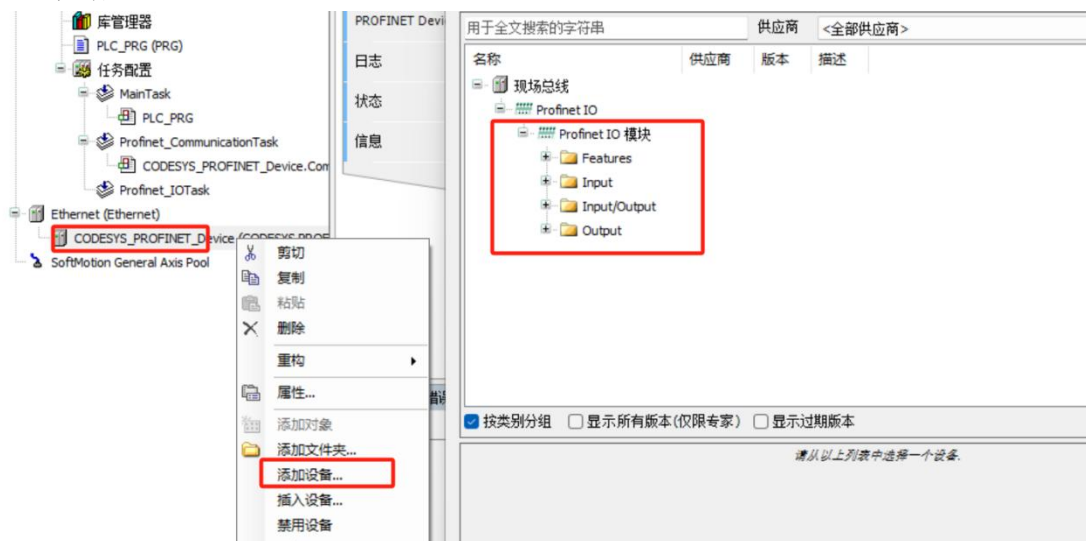 库管理器
PLC_PRG (PRG)
任务配置
MainTask
PLC_PRG
Profinet_CommunicationTask
CODESYS_PROFINET_Device.Com
Profinet_IOTask
Ethernet (Ethernet)
CODESYS_PROFINET_Device (CODESYS PROF
SoftMotion General Axis Pool
剪切
复制
粘贴
删除
重构
属性...
添加对象
添加文件夹...
添加设备...
插入设备...
禁用设备
PROFINET Devi
日志
状态
信息
用于全文搜索的字符串 供应商 <全部供应商>
名称 供应商 版本 描述
现场总线
Profinet IO
Profinet IO 模块
Features
Input
Input/Output
Output
按类别分组 显示所有版本(仅限专家) 显示过期版本
请从以上列表中选择一个设备.